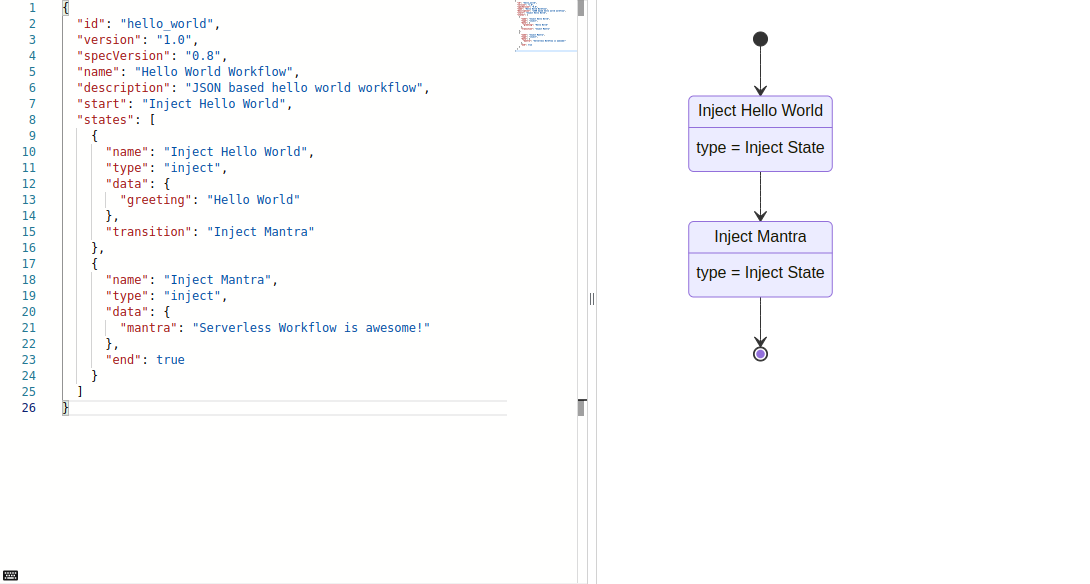 1 {
2   "id": "hello_world",
3   "version": "1.0",
4   "specVersion": "0.8",
5   "name": "Hello World Workflow",
6   "description": "JSON based hello world workflow",
7   "start": "Inject Hello World",
8   "states": [
9     {
10       "name": "Inject Hello World",
11       "type": "inject",
12       "data": {
13         "greeting": "Hello World"
14       },
15       "transition": "Inject Mantra"
16     },
17     {
18       "name": "Inject Mantra",
19       "type": "inject",
20       "data": {
21         "mantra": "Serverless Workflow is awesome!"
22       },
23       "end": true
24     }
25   ]
26 }
Inject Hello World
type = Inject State
Inject Mantra
type = Inject State